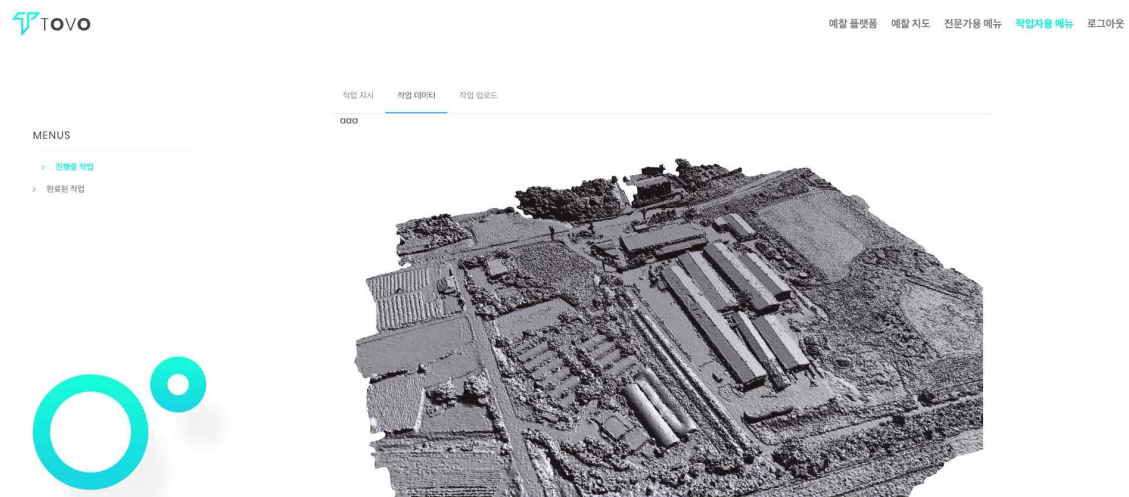 TOVO
예찰 플랫폼 예찰 지도 전문가용 메뉴 작업자용 메뉴 로그아웃
작업 지시 작업 데이터 작업 업로드
aaa
MENUS
진행중 작업
완료된 작업